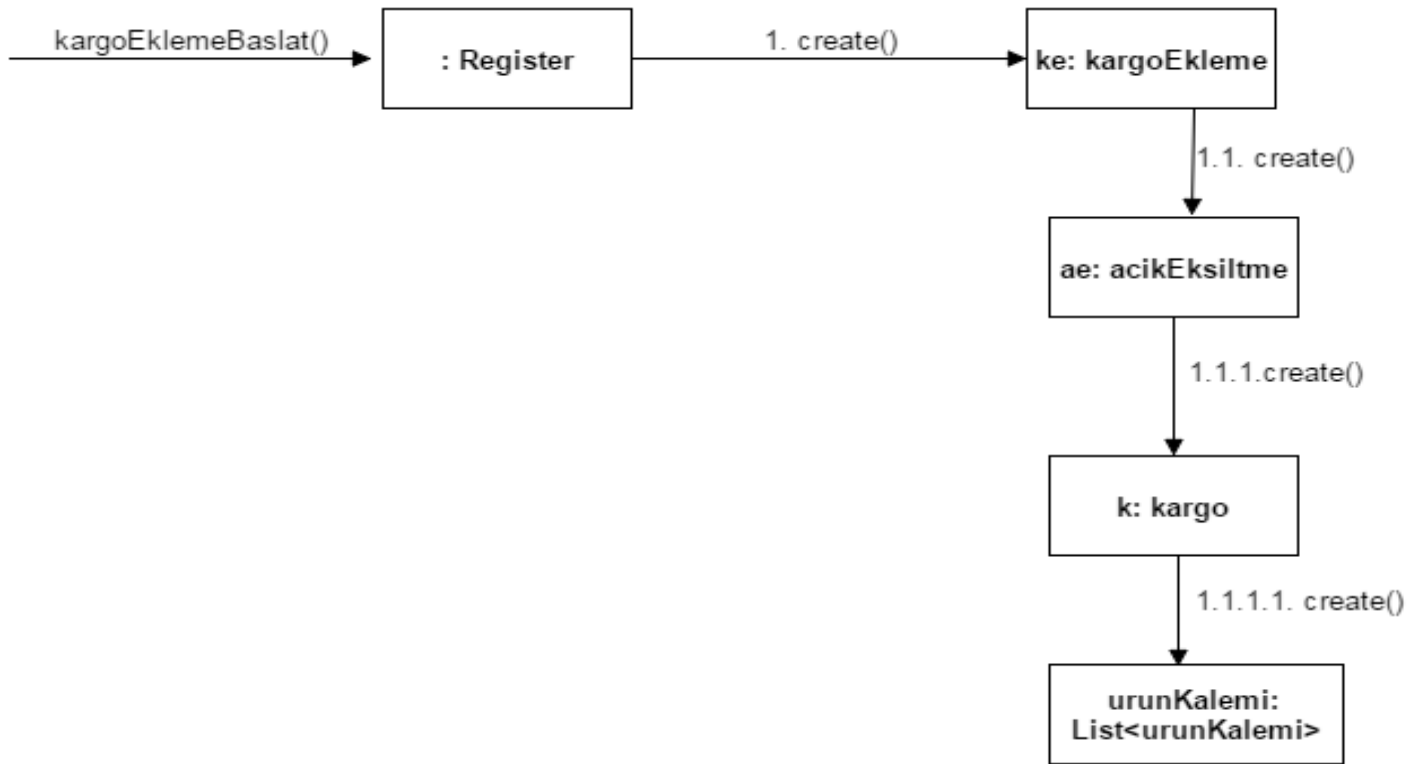 kargoEklemeBaslat()
: Register
1. create()
ke: kargoEkleme
1.1. create()
ae: acikEksiltme
1.1.1.create()
k: kargo
1.1.1.1. create()
urunKalemi:
List<urunKalemi>